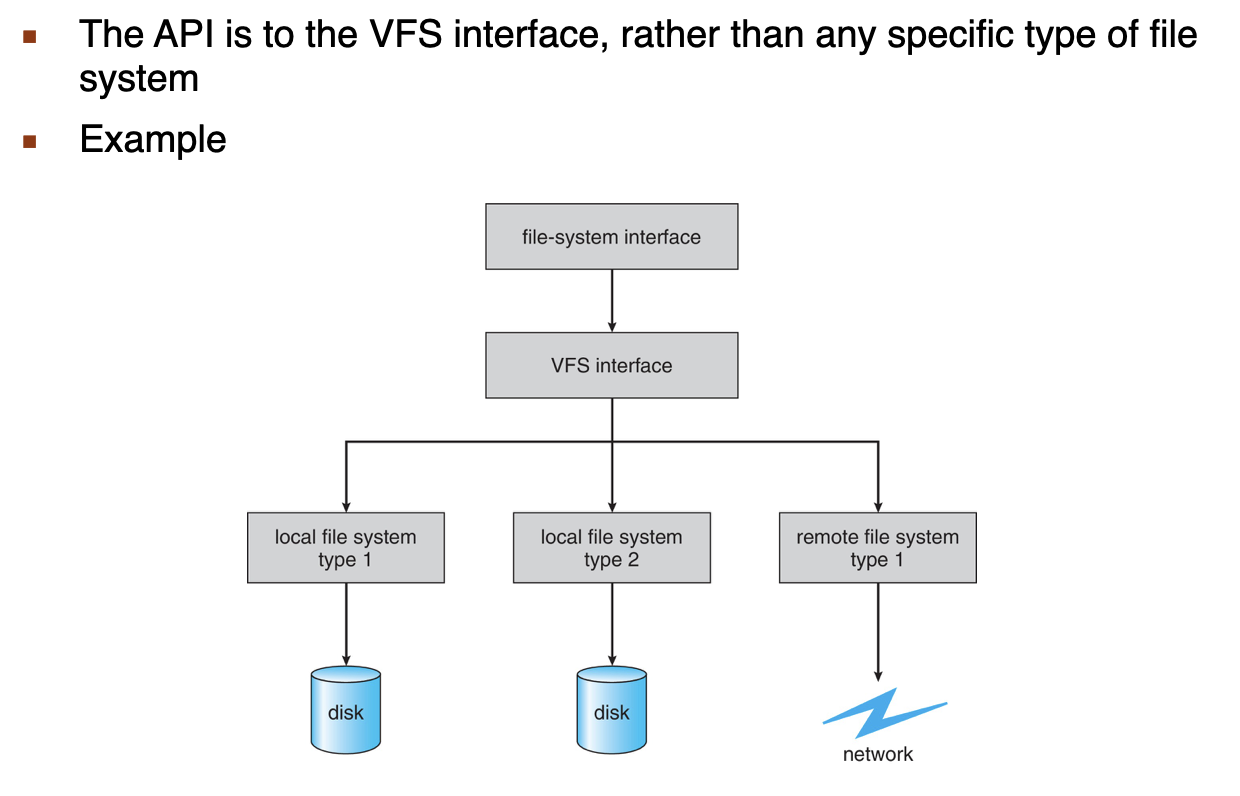 The API is to the VFS interface, rather than any specific type of file
system
Example
file-system interface
VFS interface
local file system
type 1
local file system
type 2
remote file system
type 1
disk
disk
network